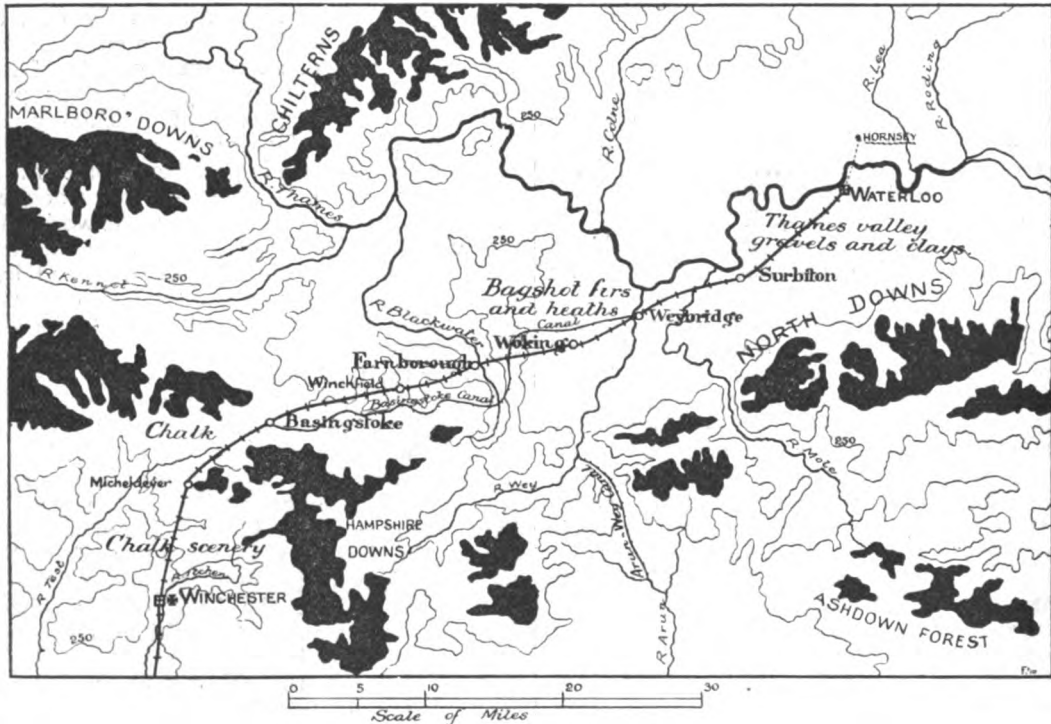 CHILTERNS
MARLBORO' DOWNS
R. Thames
R. Colne
R. Lea
R. Roding
HORNSEY
250
WATERLOO
Thames valley
gravels and clays
Surbiton
R. Kennet
250
250
Bagshot firs
and heaths
Canal
Weybridge
NORTH DOWNS
R. Blackwater
Woking
Farnborough
Winchfield
Basingstoke Canal
Basingstoke
Chalk
Micheldever
R. Wey
R. Mole
250
HAMPSHIRE
DOWNS
Chalk scenery
R. Test
R. Itchen
WINCHESTER
250
Arun-Wey Canal
R. Arun
ASHDOWN FOREST
0 5 10 20 30
Scale of Miles